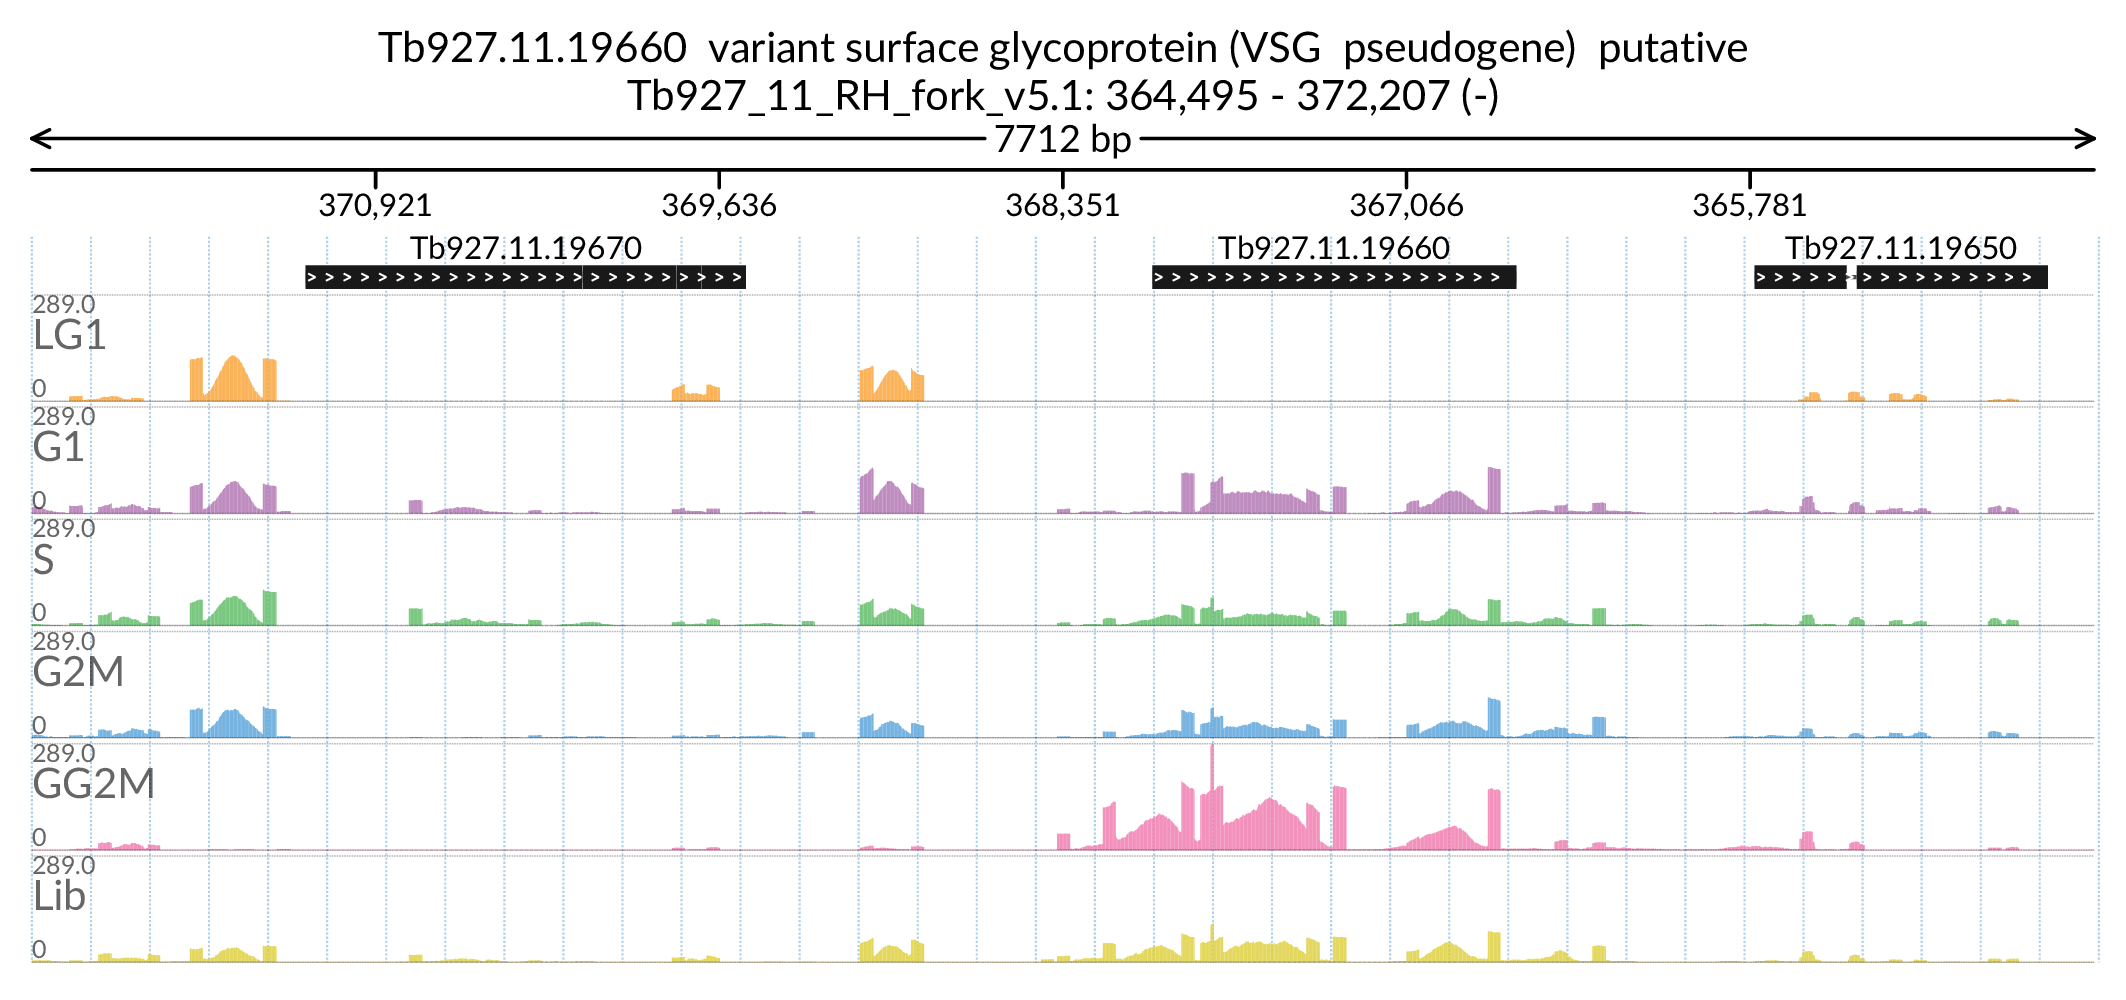 Tb927.11.19660  variant surface glycoprotein (VSG  pseudogene)  putative
Tb927_11_RH_fork_v5.1: 364,495 - 372,207 (-)
7712 bp
370,921 369,636 368,351 367,066 365,781
Tb927.11.19670 Tb927.11.19660 Tb927.11.19650
289.0
LG1
0
289.0
G1
0
289.0
S
0
289.0
G2M
0
289.0
GG2M
0
289.0
Lib
0